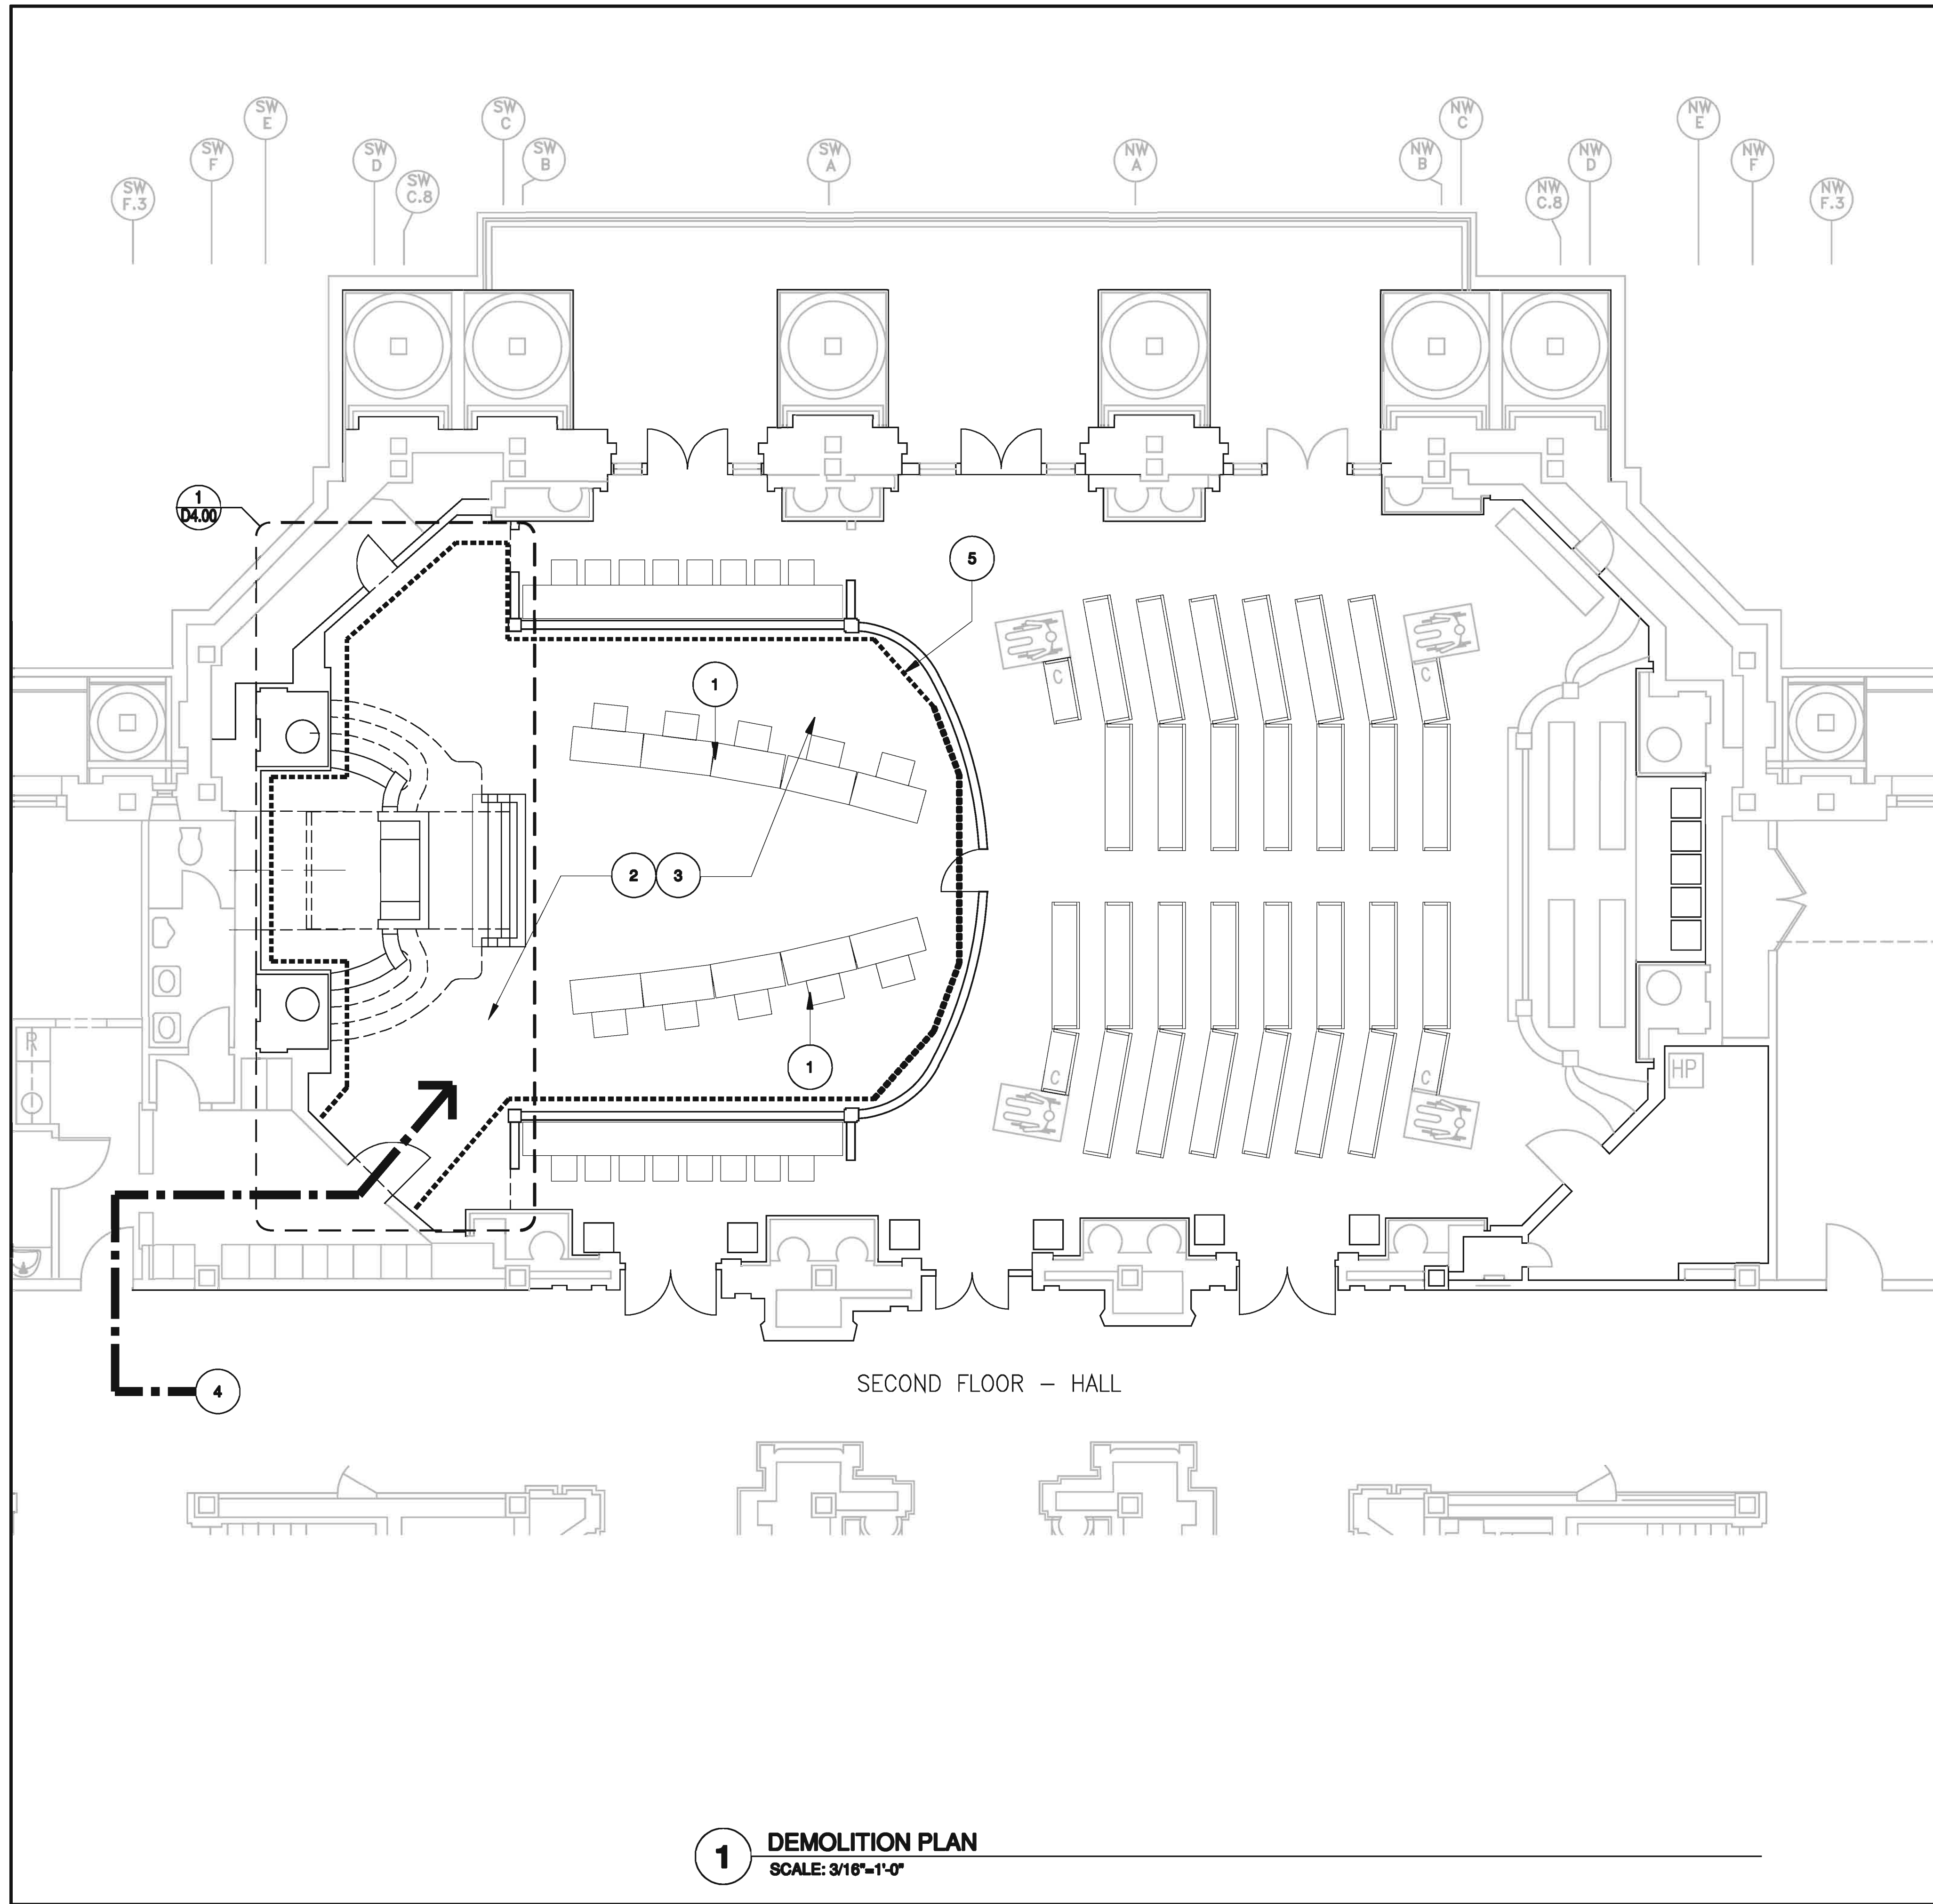 SW
E
SW
C
NW
C
NW
E
SW
F
SW
D
SW
B
SW
A
NW
A
NW
B
NW
D
NW
F
SW
F.3
SW
C.8
NW
C.8
NW
F.3
1
D4.00
5
C
C
1
2
3
R
C
C
HP
1
4
SECOND FLOOR – HALL
1
DEMOLITION PLAN
SCALE: 3/16"=1'-0"